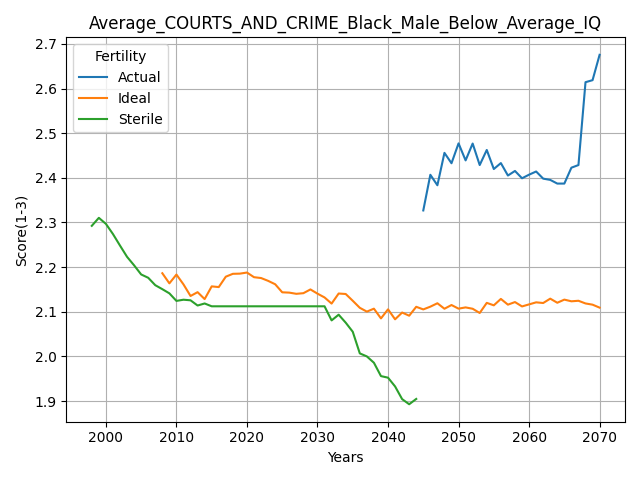 Average_COURTS_AND_CRIME_Black_Male_Below_Average_IQ
Fertility
Actual
Ideal
Sterile
Score(1-3)
2.7
2.6
2.5
2.4
2.3
2.2
2.1
2.0
1.9
2000 2010 2020 2030 2040 2050 2060 2070
Years